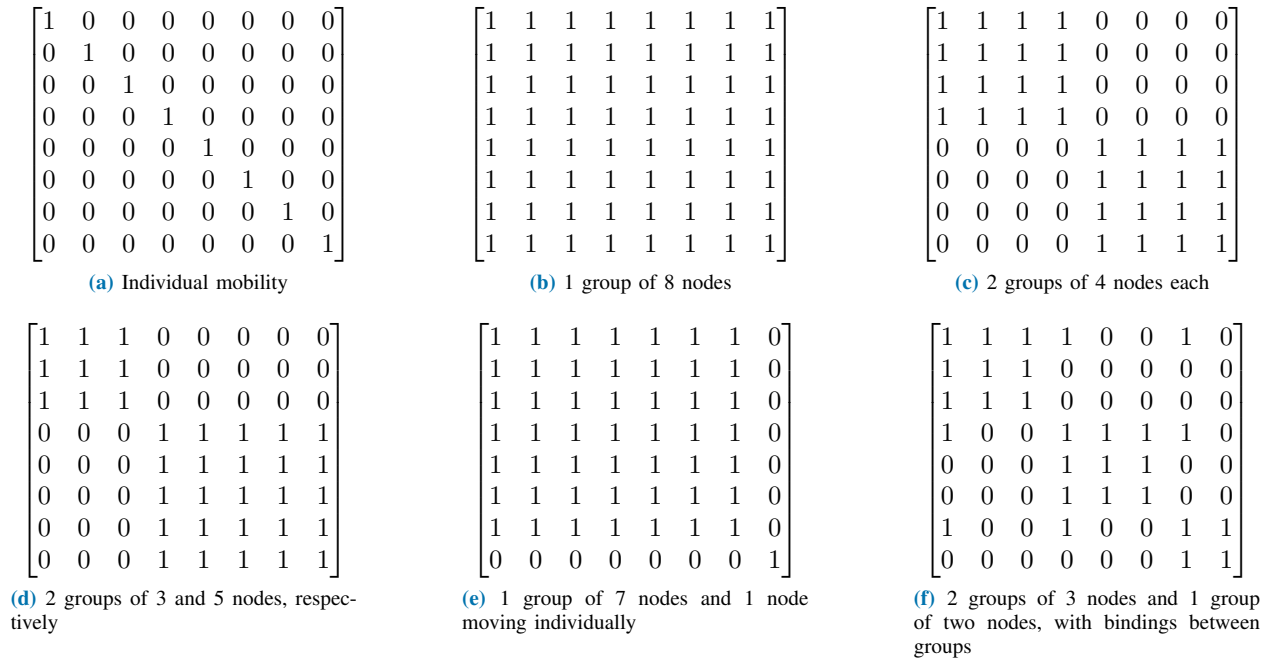 1 0 0 0 0 0 0 0
0 1 0 0 0 0 0 0
0 0 1 0 0 0 0 0
0 0 0 1 0 0 0 0
0 0 0 0 1 0 0 0
0 0 0 0 0 1 0 0
0 0 0 0 0 0 1 0
0 0 0 0 0 0 0 1
(a) Individual mobility
1 1 1 1 1 1 1 1
1 1 1 1 1 1 1 1
1 1 1 1 1 1 1 1
1 1 1 1 1 1 1 1
1 1 1 1 1 1 1 1
1 1 1 1 1 1 1 1
1 1 1 1 1 1 1 1
1 1 1 1 1 1 1 1
(b) 1 group of 8 nodes
1 1 1 1 0 0 0 0
1 1 1 1 0 0 0 0
1 1 1 1 0 0 0 0
1 1 1 1 0 0 0 0
0 0 0 0 1 1 1 1
0 0 0 0 1 1 1 1
0 0 0 0 1 1 1 1
0 0 0 0 1 1 1 1
(c) 2 groups of 4 nodes each
1 1 1 0 0 0 0 0
1 1 1 0 0 0 0 0
1 1 1 0 0 0 0 0
0 0 0 1 1 1 1 1
0 0 0 1 1 1 1 1
0 0 0 1 1 1 1 1
0 0 0 1 1 1 1 1
0 0 0 1 1 1 1 1
(d) 2 groups of 3 and 5 nodes, respec-
tively
1 1 1 1 1 1 1 0
1 1 1 1 1 1 1 0
1 1 1 1 1 1 1 0
1 1 1 1 1 1 1 0
1 1 1 1 1 1 1 0
1 1 1 1 1 1 1 0
1 1 1 1 1 1 1 0
0 0 0 0 0 0 0 1
(e) 1 group of 7 nodes and 1 node
moving individually
1 1 1 1 0 0 1 0
1 1 1 0 0 0 0 0
1 1 1 0 0 0 0 0
1 0 0 1 1 1 1 0
0 0 0 1 1 1 0 0
0 0 0 1 1 1 0 0
1 0 0 1 0 0 1 1
0 0 0 0 0 0 1 1
(f) 2 groups of 3 nodes and 1 group
of two nodes, with bindings between
groups